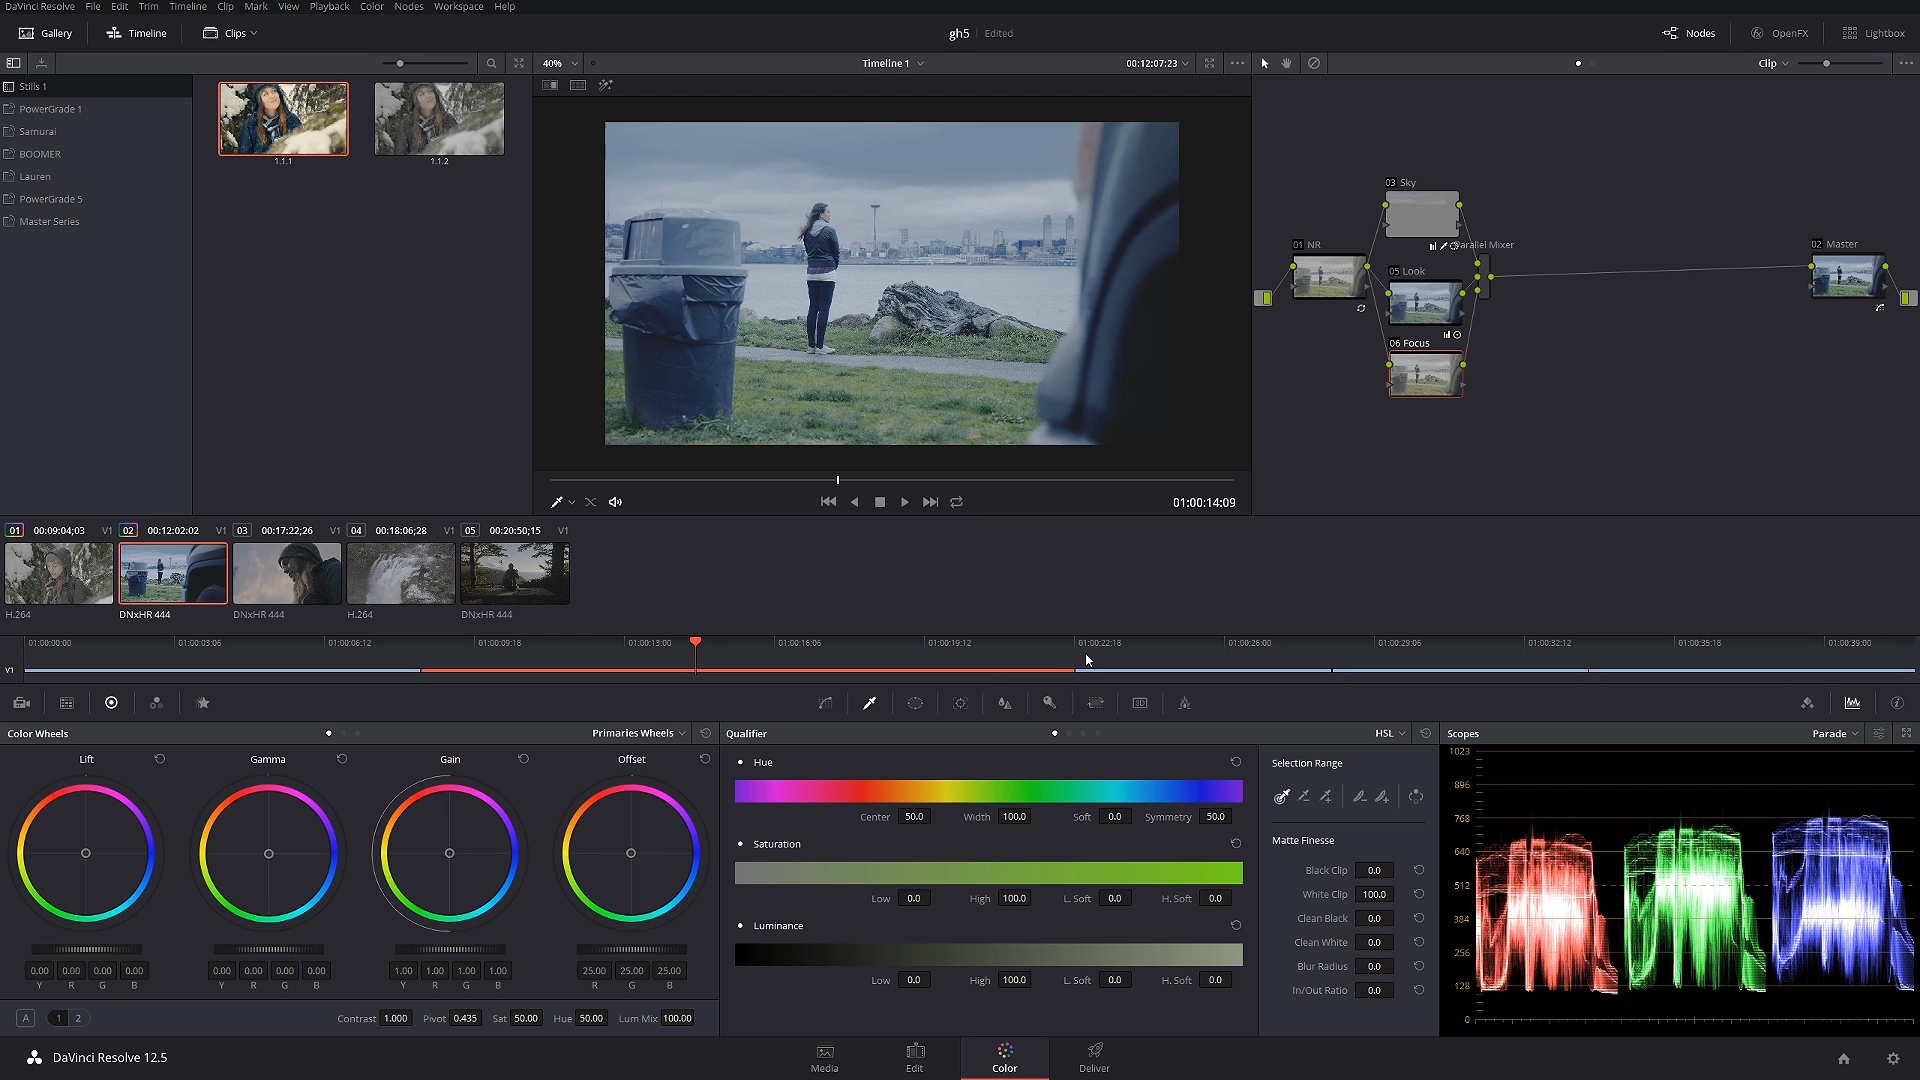 DaVinci Resolve File Edit Trim Timeline Clip Mark View Playback Color Nodes Workspace Help
Gallery Timeline Clips gh5 Edited Nodes OpenFX Lightbox
40% Timeline 1 00:12:07:23 Clip
Stills 1
PowerGrade 1
Samurai
BOOMER
Lauren
PowerGrade 5
Master Series
1.1.1 1.1.2
03 Sky
01 NR
Parallel Mixer
02 Master
05 Look
06 Focus
01:00:14:09
01 00:09:04;03 V1 02 00:12:02:02 V1 03 00:17:22;26 V1 04 00:18:06;28 V1 05 00:20:50;15 V1
H.264 DNxHR 444 DNxHR 444 H.264 DNxHR 444
01:00:00:00 01:00:03:06 01:00:06:12 01:00:09:18 01:00:13:00 01:00:16:06 01:00:19:12 01:00:22:18 01:00:26:00 01:00:29:06 01:00:32:12 01:00:35:18 01:00:39:00
V1
3D
Color Wheels Primaries Wheels
Lift Gamma Gain Offset
0.00 0.00 0.00 0.00 0.00 0.00 0.00 0.00 1.00 1.00 1.00 1.00 25.00 25.00 25.00
Y R G B Y R G B Y R G B R G B
A 1 2 Contrast 1.000 Pivot 0.435 Sat 50.00 Hue 50.00 Lum Mix 100.00
Qualifier HSL
Hue
Center 50.0 Width 100.0 Soft 0.0 Symmetry 50.0
Saturation
Low 0.0 High 100.0 L. Soft 0.0 H. Soft 0.0
Luminance
Low 0.0 High 100.0 L. Soft 0.0 H. Soft 0.0
Selection Range
Matte Finesse
Black Clip 0.0
White Clip 100.0
Clean Black 0.0
Clean White 0.0
Blur Radius 0.0
In/Out Ratio 0.0
Scopes Parade
1023
896
768
640
512
384
256
128
0
DaVinci Resolve 12.5
Media Edit Color Deliver